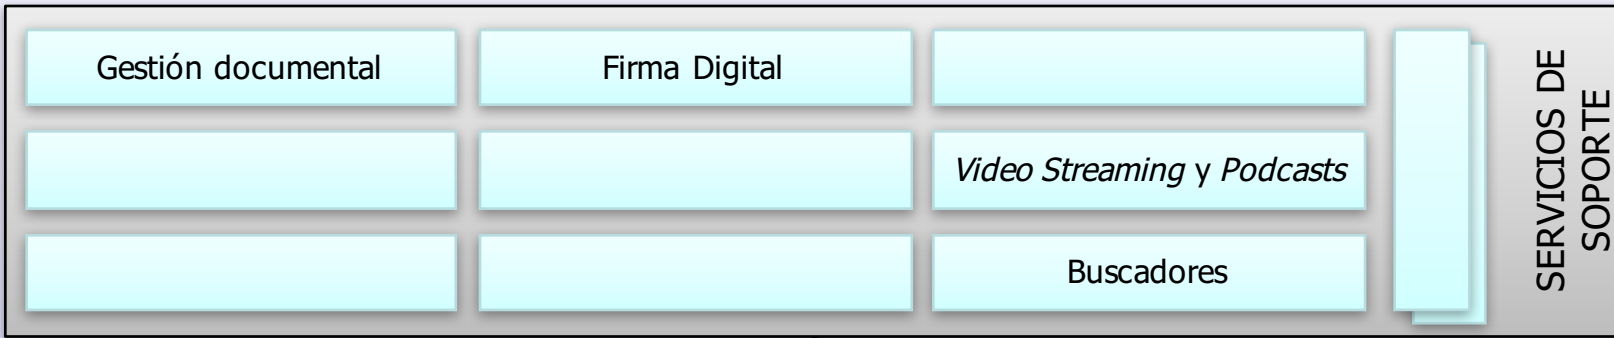 Gestión documental
Firma Digital
Video Streaming y Podcasts
Buscadores
SERVICIOS DE
SOPORTE